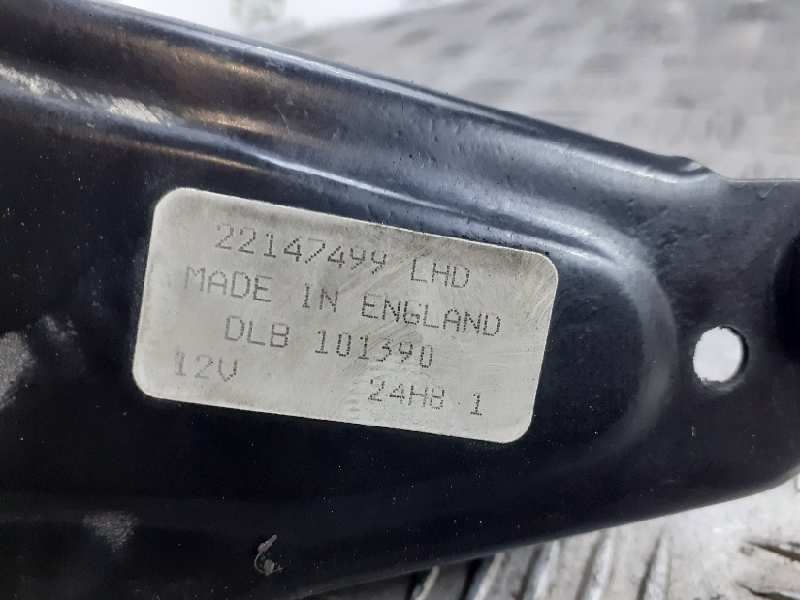 22147499 LHD
MADE IN ENGLAND
DLB 101390
12V 24H8 1